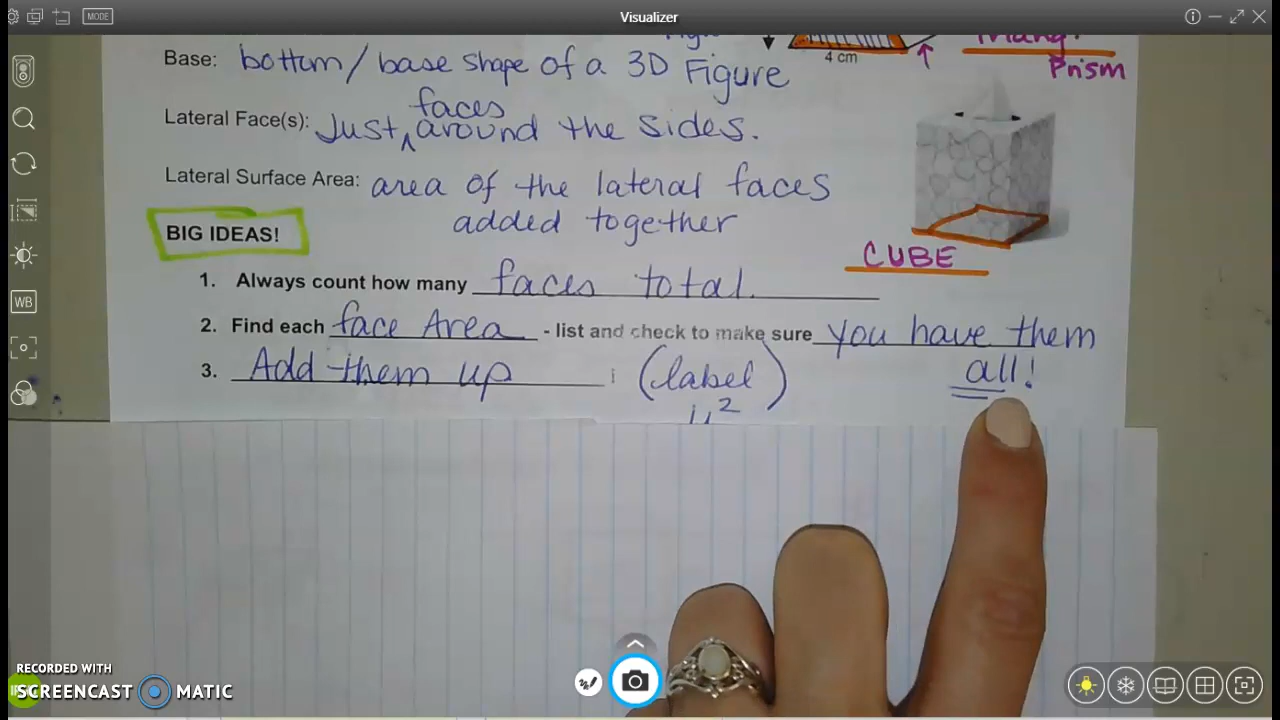 MODE
Visualizer
4 cm
Prism
Base: bottom/base shape of a 3D Figure
faces
Lateral Face(s): Just ^ around the sides.
Lateral Surface Area: area of the lateral faces
added together
BIG IDEAS!
CUBE
1. Always count how many faces total.
2. Find each face Area - list and check to make sure you have them
all!
3. Add them up (label
WB
RECORDED WITH
SCREENCAST MATIC